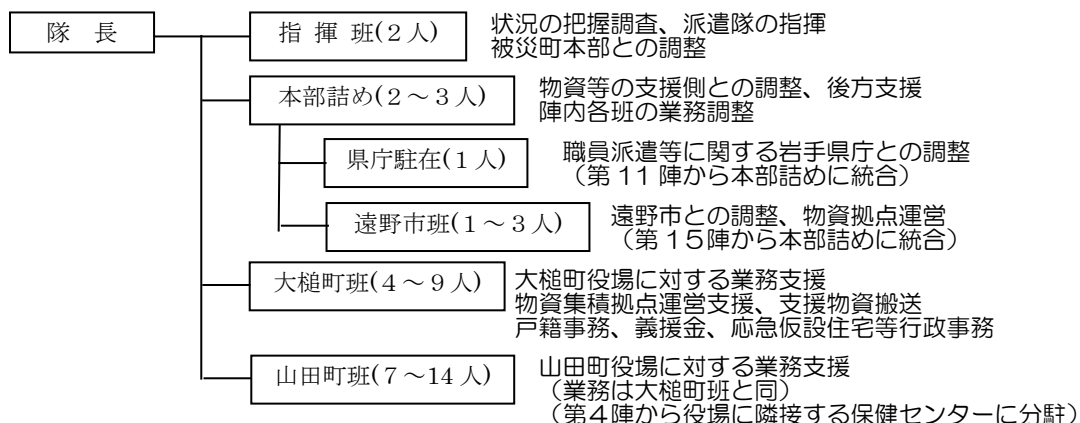 隊 長
指 揮 班(2人)
状況の把握調査、派遣隊の指揮
被災町本部との調整
本部詰め(2～3人)
物資等の支援側との調整、後方支援
陣内各班の業務調整
県庁駐在(1人)
職員派遣等に関する岩手県庁との調整
(第 11 陣から本部詰めに統合)
遠野市班(1～3人)
遠野市との調整、物資拠点運営
(第 15陣から本部詰めに統合)
大槌町班(4～9人)
大槌町役場に対する業務支援
物資集積拠点運営支援、支援物資搬送
戸籍事務、義援金、応急仮設住宅等行政事務
山田町班(7～14人)
山田町役場に対する業務支援
(業務は大槌町班と同)
(第4陣から役場に隣接する保健センターに分駐)